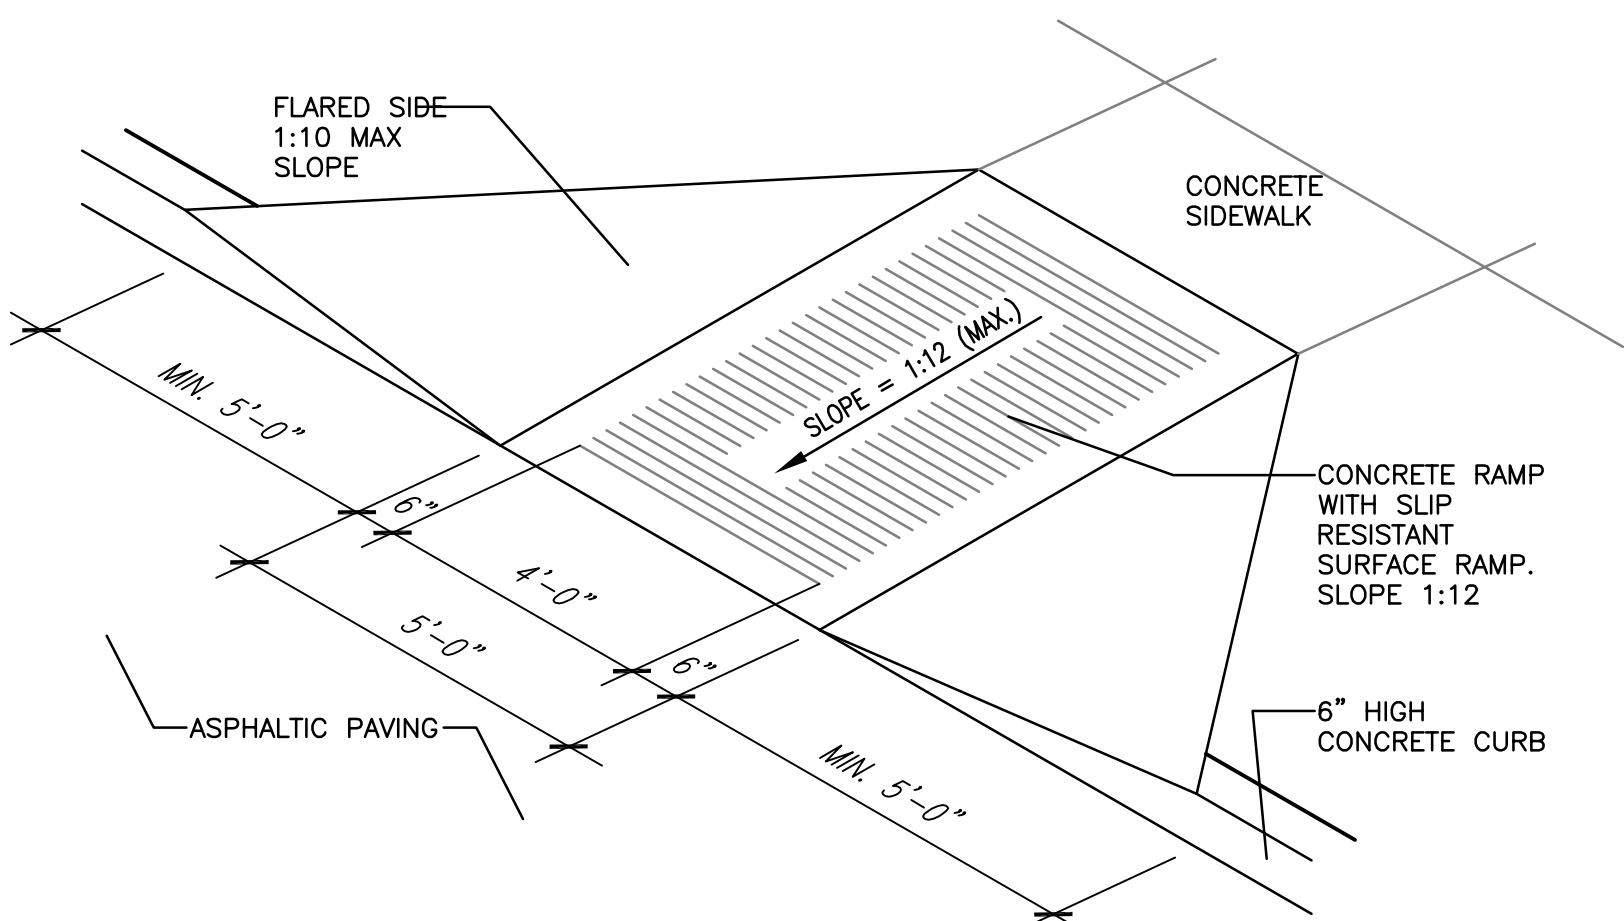 FLARED SIDE
1:10 MAX
SLOPE
CONCRETE
SIDEWALK
SLOPE = 1:12 (MAX.)
MIN. 5'-0"
6"
4'-0"
5'-0"
6"
MIN. 5'-0"
CONCRETE RAMP
WITH SLIP
RESISTANT
SURFACE RAMP.
SLOPE 1:12
ASPHALTIC PAVING
6" HIGH
CONCRETE CURB